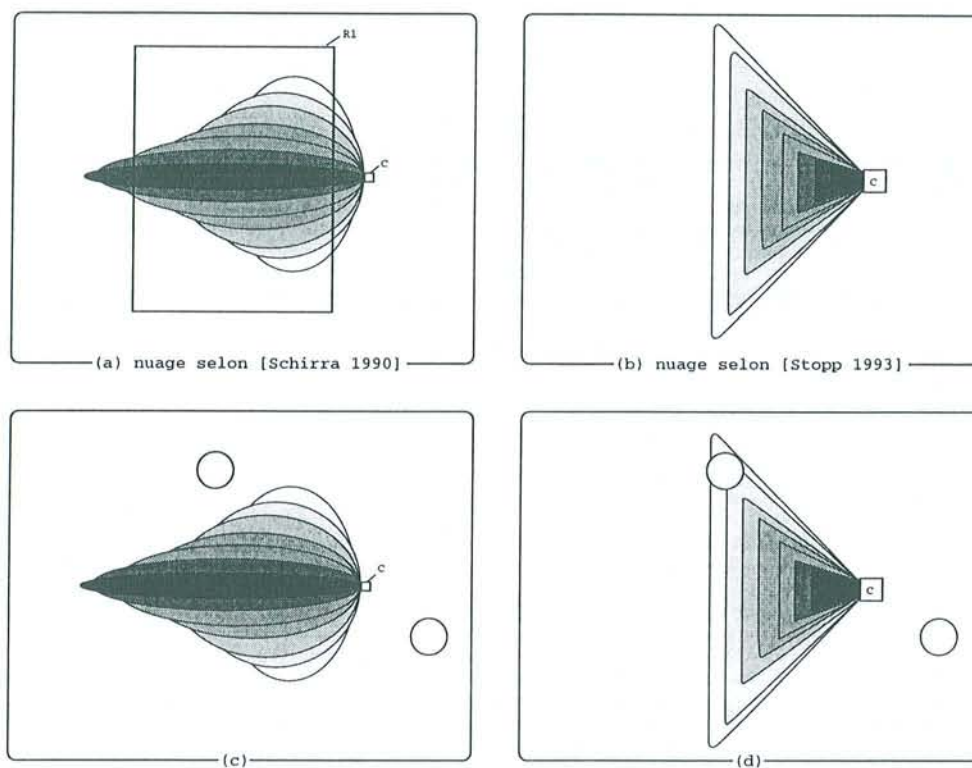 R1
c
(a) nuage selon [Schirra 1990]
c
(b) nuage selon [Stopp 1993]
c
(c)
c
(d)